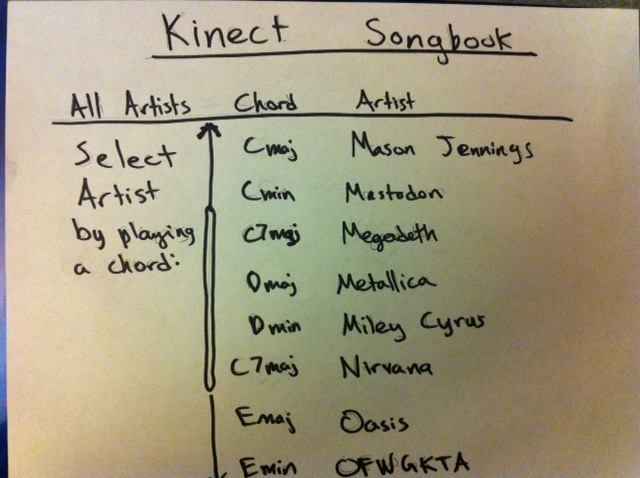 Kinect Songbook
All Artists Chord Artist
Select Cmaj Mason Jennings
Artist Cmin Mastodon
by playing C7maj Megadeth
a chord:
Dmaj Metallica
Dmin Miley Cyrus
C7maj Nirvana
Emaj Oasis
Emin OFWGKTA